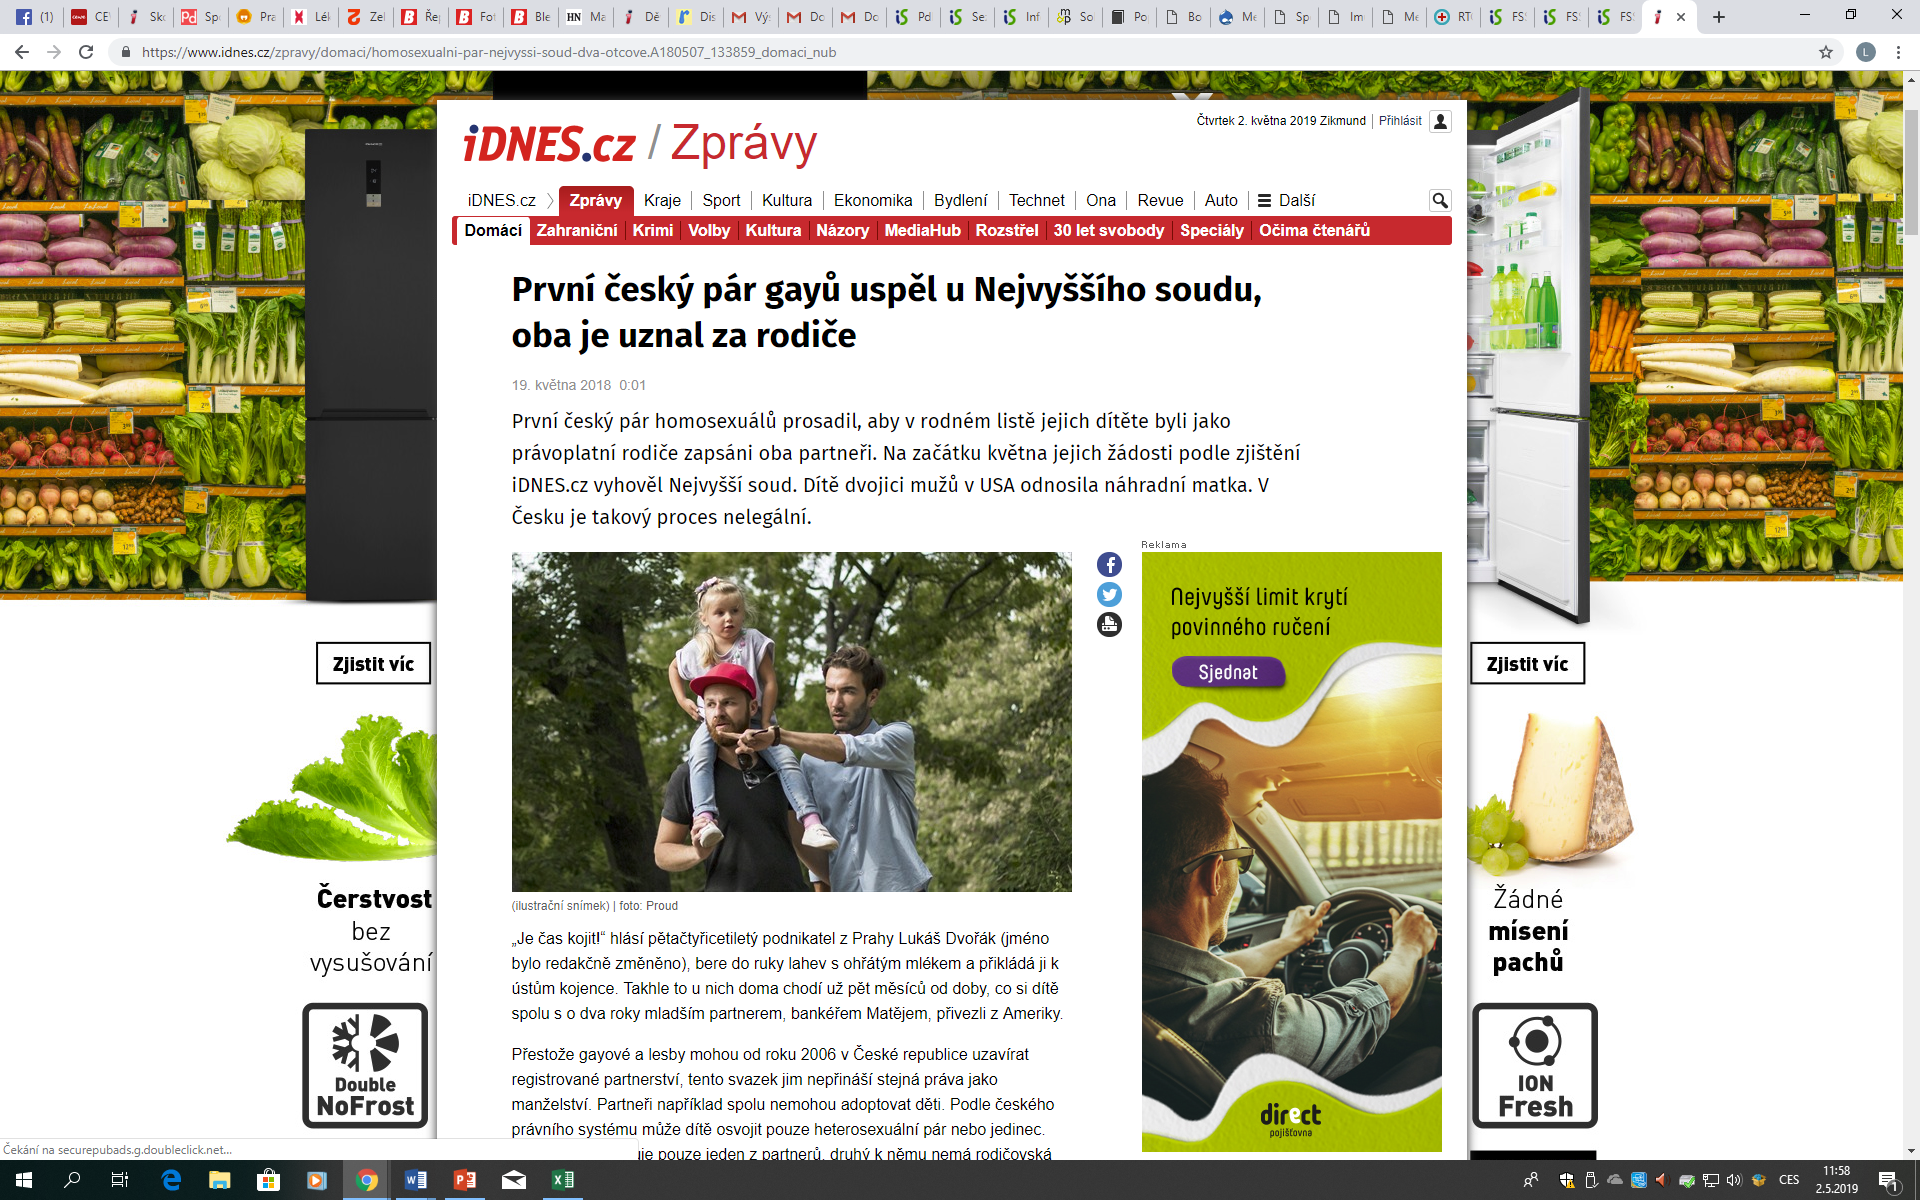 (1)
https://www.idnes.cz/zpravy/domaci/homosexualni-par-nejvyssi-soud-dva-otcove.A180507_133859_domaci_nub
L
iDNES.cz / Zprávy
Čtvrtek 2. května 2019 Zikmund | Přihlásit
iDNES.cz Zprávy Kraje Sport Kultura Ekonomika Bydlení Technet Ona Revue Auto Další
Domácí Zahraniční Krimi Volby Kultura Názory MediaHub Rozstřel 30 let svobody Speciály Očima čtenářů
První český pár gayů uspěl u Nejvyššího soudu,
oba je uznal za rodiče
19. května 2018 0:01
První český pár homosexuálů prosadil, aby v rodném listě jejich dítěte byli jako
právoplatní rodiče zapsáni oba partneři. Na začátku května jejich žádosti podle zjištění
iDNES.cz vyhověl Nejvyšší soud. Dítě dvojici mužů v USA odnosila náhradní matka. V
Česku je takový proces nelegální.
(ilustrační snímek) | foto: Proud
„Je čas kojit!“ hlásí pětačtyřicetiletý podnikatel z Prahy Lukáš Dvořák (jméno
bylo redakčně změněno), bere do ruky lahev s ohřátým mlékem a přikládá ji k
ústům kojence. Takhle to u nich doma chodí už pět měsíců od doby, co si dítě
spolu s o dva roky mladším partnerem, bankéřem Matějem, přivezli z Ameriky.
Přestože gayové a lesby mohou od roku 2006 v České republice uzavírat
registrované partnerství, tento svazek jim nepřináší stejná práva jako
manželství. Partneři například spolu nemohou adoptovat děti. Podle českého
právního systému může dítě osvojit pouze heterosexuální pár nebo jedinec.
je pouze jeden z partnerů, druhý k němu nemá rodičovská
Reklama
Nejvyšší limit krytí
povinného ručení
Sjednat
direct
pojišťovna
Zjistit víc
Čerstvost
bez
vysušování
Double
NoFrost
Zjistit víc
Žádné
mísení
pachů
ION
Fresh
Čekání na securepubads.g.doubleclick.net...
CES
11:58
2.5.2019
1